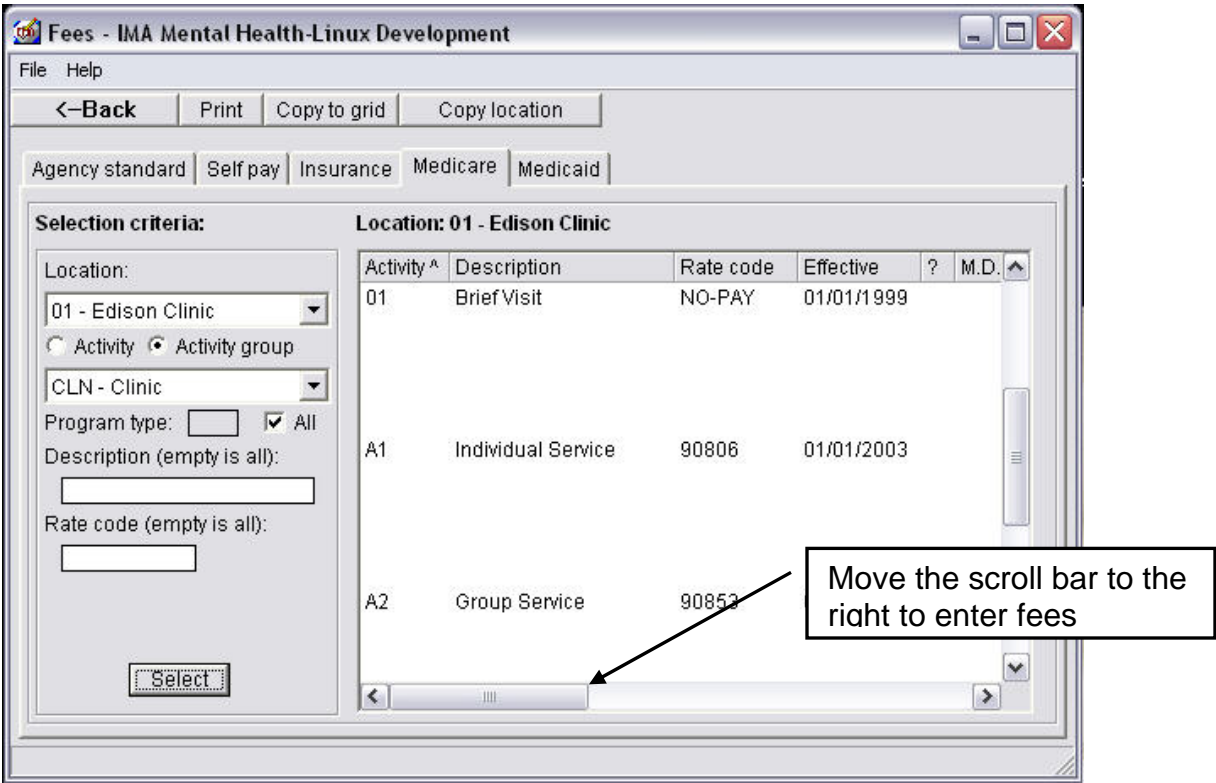 Fees - IMA Mental Health-Linux Development
File Help
<--Back Print Copy to grid Copy location
Agency standard Self pay Insurance Medicare Medicaid
Selection criteria:
Location: 01 - Edison Clinic
Location:
01 - Edison Clinic
Activity Activity group
CLN - Clinic
Program type: All
Description (empty is all):
Rate code (empty is all):
Select
Activity ^ Description Rate code Effective ? M.D.
01 Brief Visit NO-PAY 01/01/1999
A1 Individual Service 90806 01/01/2003
A2 Group Service 90853
Move the scroll bar to the
right to enter fees